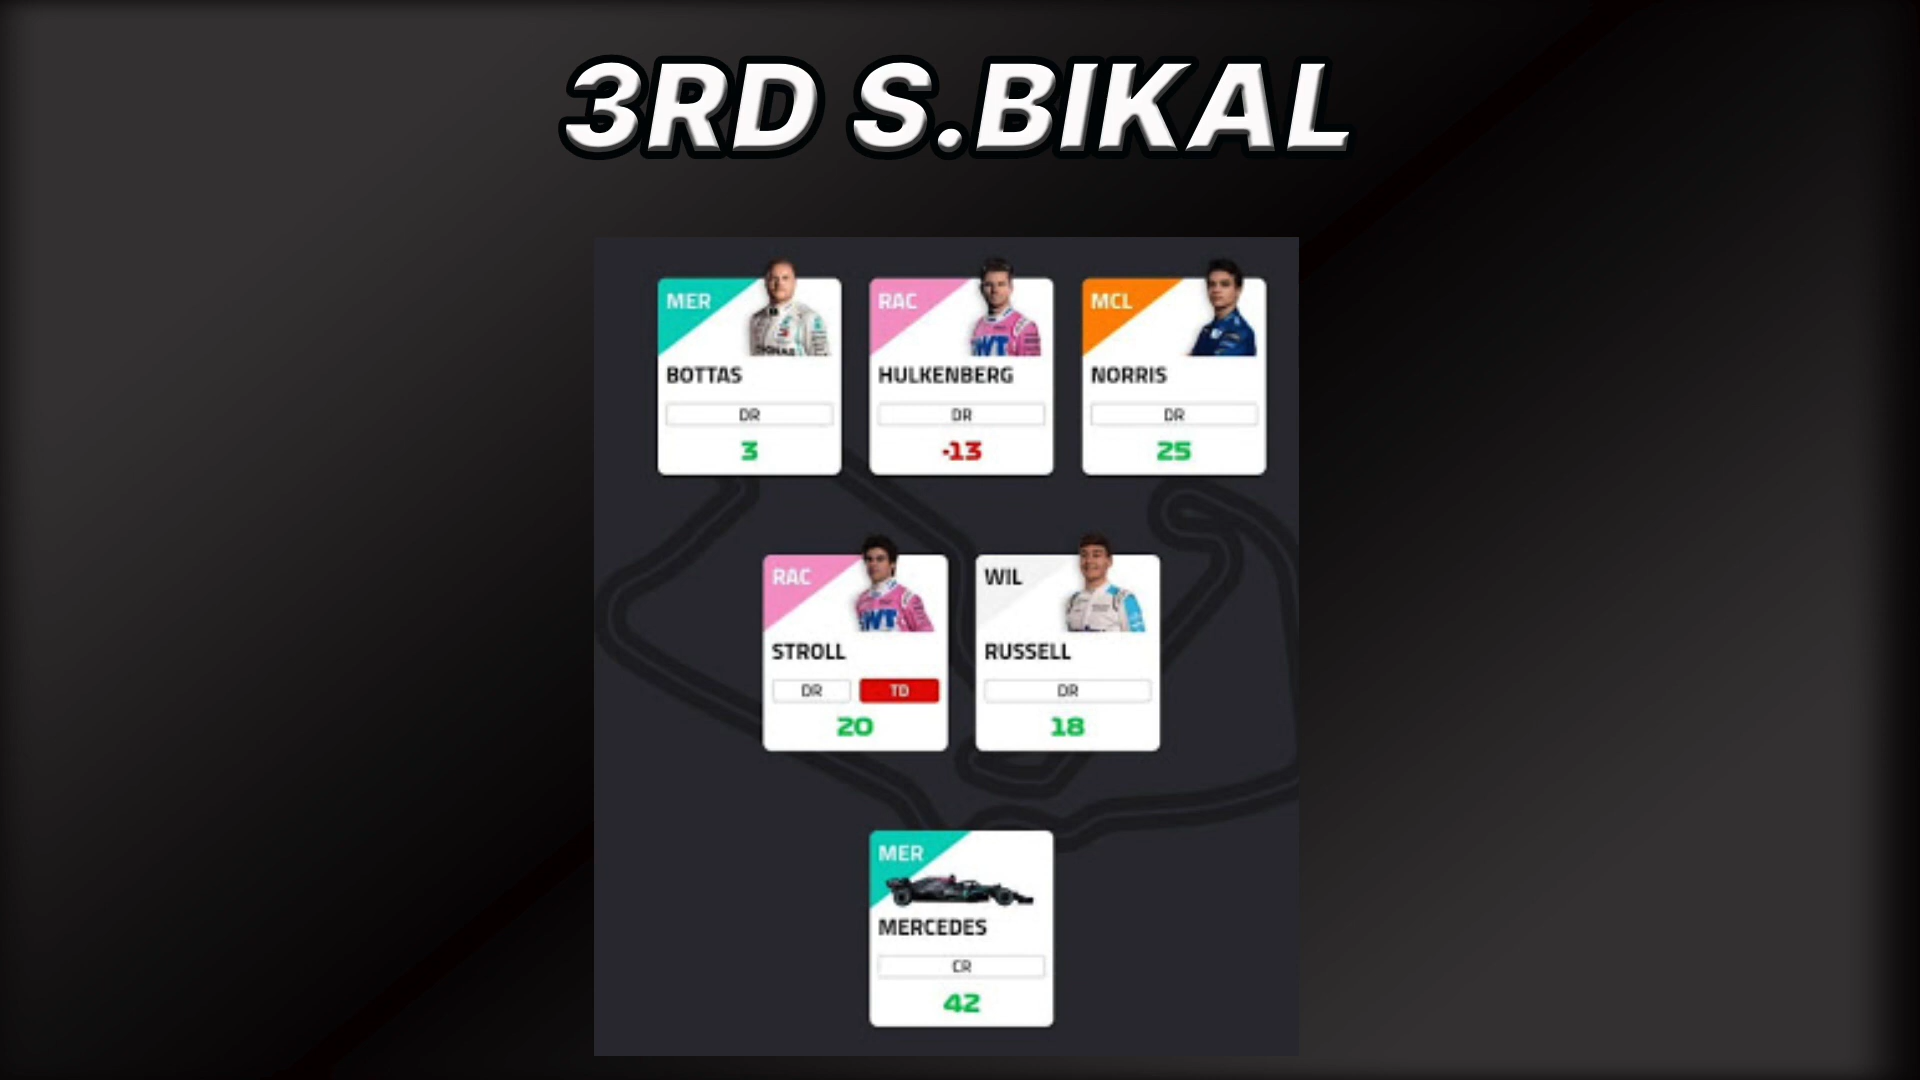 3RD S.BIKAL
MER
RAC
MCL
BOTTAS
HULKENBERG
NORRIS
DR
DR
DR
3
-13
25
RAC
WIL
STROLL
RUSSELL
DR TD
DR
20
18
MER
MERCEDES
CR
42